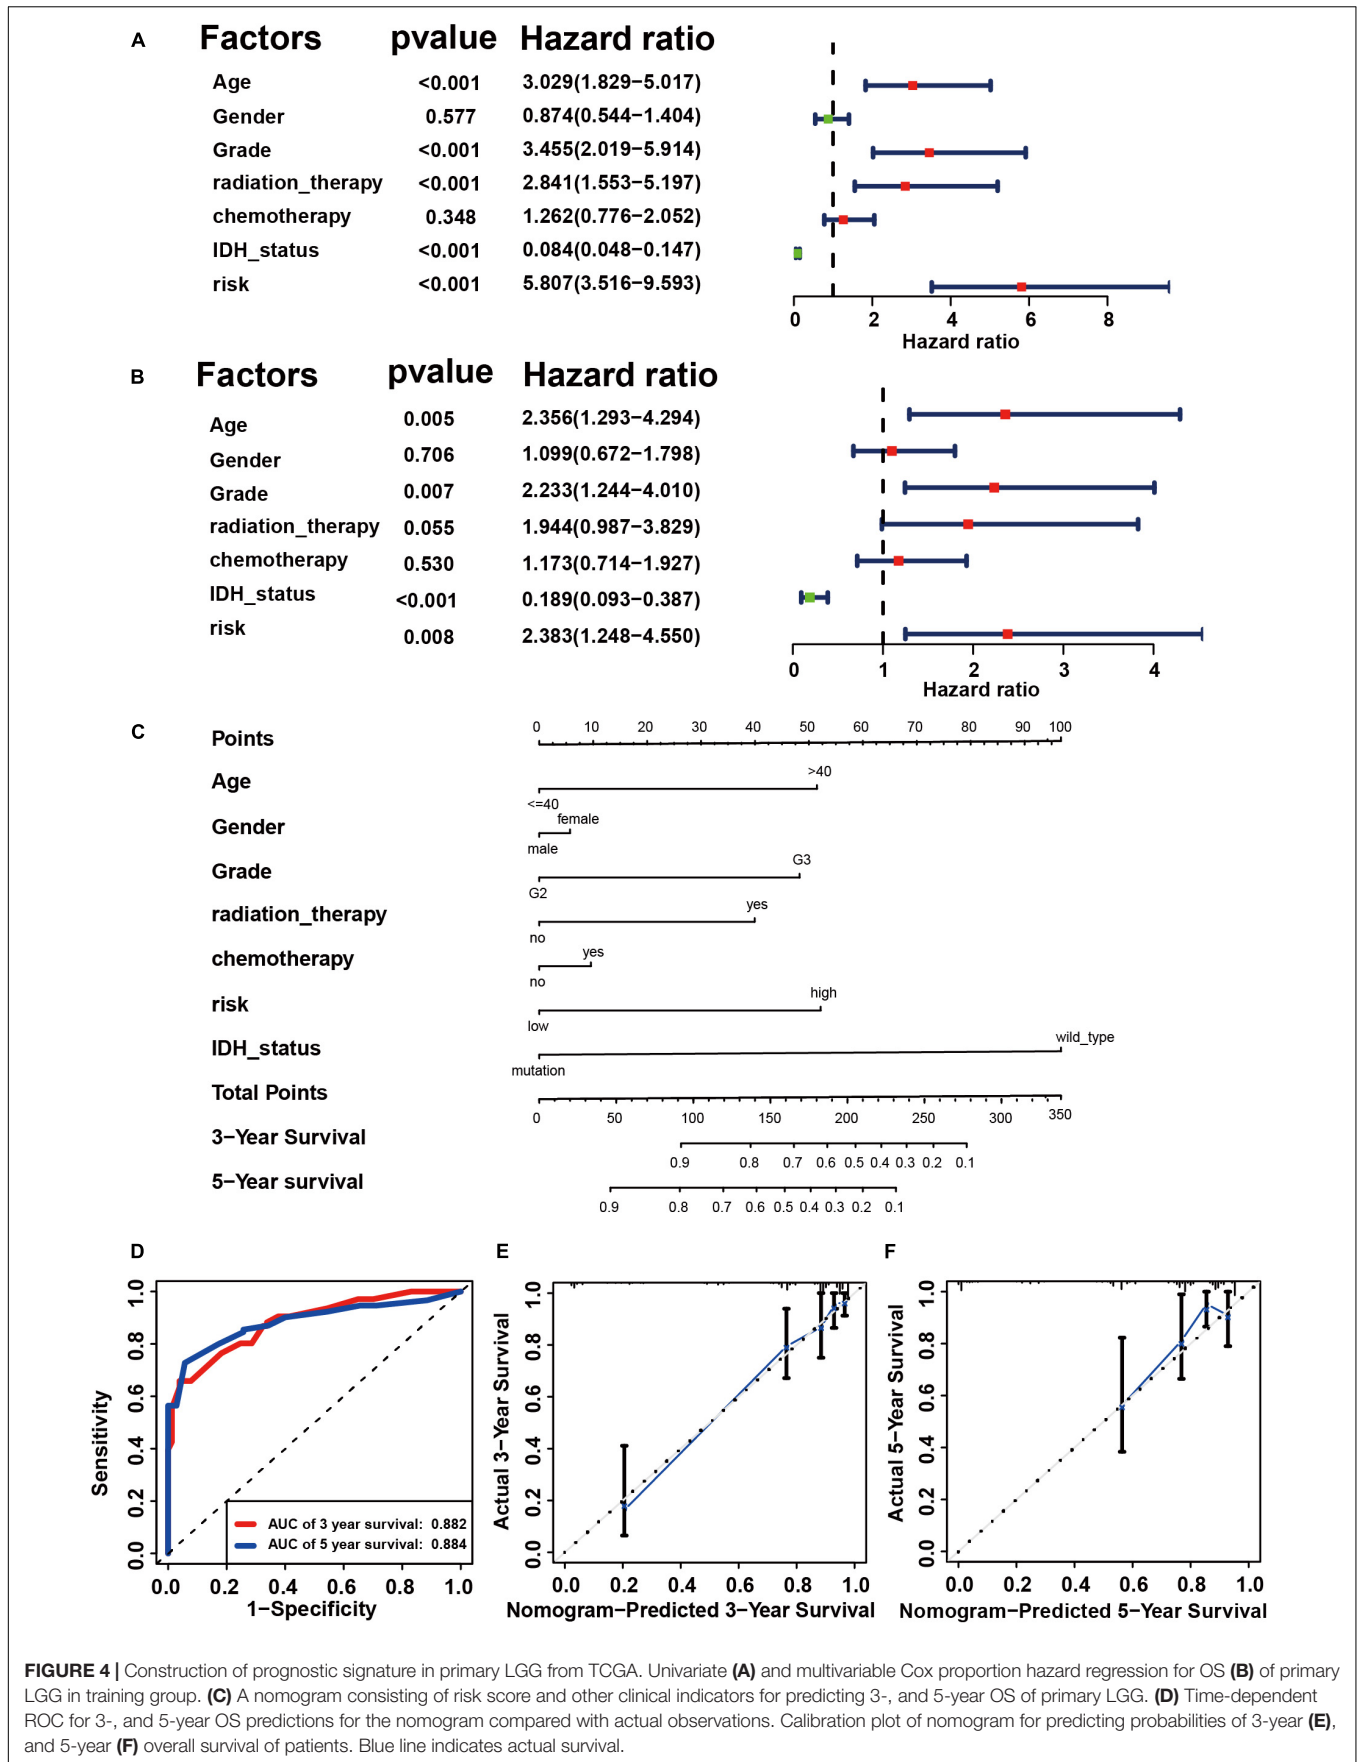 A Factors pvalue Hazard ratio
Age <0.001 3.029(1.829−5.017)
Gender 0.577 0.874(0.544−1.404)
Grade <0.001 3.455(2.019−5.914)
radiation_therapy <0.001 2.841(1.553−5.197)
chemotherapy 0.348 1.262(0.776−2.052)
IDH_status <0.001 0.084(0.048−0.147)
risk <0.001 5.807(3.516−9.593)
0 2 4 6 8
Hazard ratio
B Factors pvalue Hazard ratio
Age 0.005 2.356(1.293−4.294)
Gender 0.706 1.099(0.672−1.798)
Grade 0.007 2.233(1.244−4.010)
radiation_therapy 0.055 1.944(0.987−3.829)
chemotherapy 0.530 1.173(0.714−1.927)
IDH_status <0.001 0.189(0.093−0.387)
risk 0.008 2.383(1.248−4.550)
0 1 2 3 4
Hazard ratio
C
Points 0 10 20 30 40 50 60 70 80 90 100
Age >40
<=40
Gender female
male
Grade G3
G2
radiation_therapy yes
no
chemotherapy yes
no
risk high
low
IDH_status wild_type
mutation
Total Points
0 50 100 150 200 250 300 350
3−Year Survival
0.9 0.8 0.7 0.6 0.5 0.4 0.3 0.2 0.1
5−Year survival
0.9 0.8 0.7 0.6 0.5 0.4 0.3 0.2 0.1
D
Sensitivity
0.0 0.2 0.4 0.6 0.8 1.0
AUC of 3 year survival: 0.882
AUC of 5 year survival: 0.884
0.0 0.2 0.4 0.6 0.8 1.0
1−Specificity
E
Actual 3−Year Survival
0.0 0.2 0.4 0.6 0.8 1.0
0.0 0.2 0.4 0.6 0.8 1.0
Nomogram−Predicted 3−Year Survival
F
Actual 5−Year Survival
0.0 0.2 0.4 0.6 0.8 1.0
0.0 0.2 0.4 0.6 0.8 1.0
Nomogram−Predicted 5−Year Survival
FIGURE 4 | Construction of prognostic signature in primary LGG from TCGA. Univariate (A) and multivariable Cox proportion hazard regression for OS (B) of primary
LGG in training group. (C) A nomogram consisting of risk score and other clinical indicators for predicting 3-, and 5-year OS of primary LGG. (D) Time-dependent
ROC for 3-, and 5-year OS predictions for the nomogram compared with actual observations. Calibration plot of nomogram for predicting probabilities of 3-year (E),
and 5-year (F) overall survival of patients. Blue line indicates actual survival.